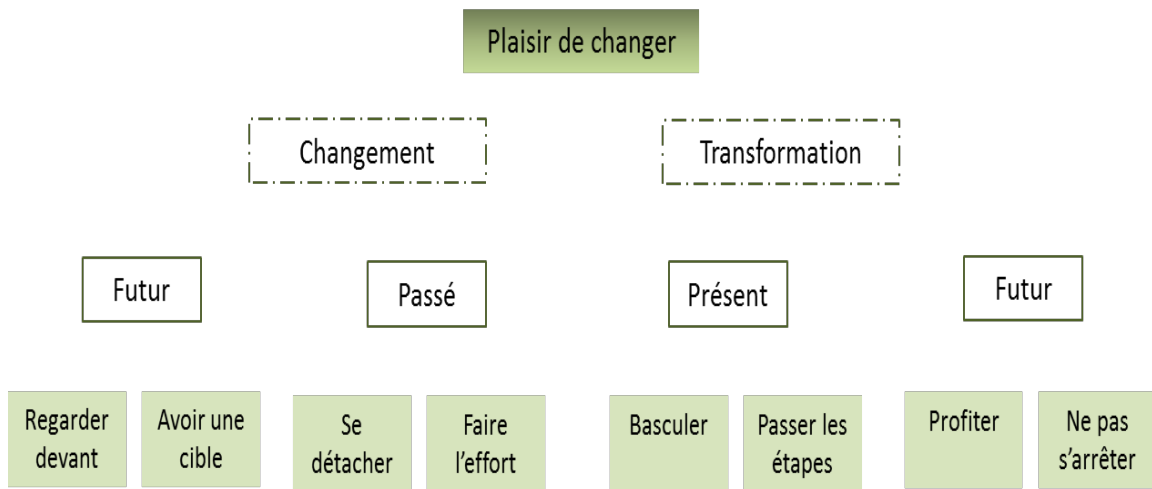 Plaisir de changer
Changement
Transformation
Futur
Passé
Présent
Futur
Regarder
devant
Avoir une
cible
Se
détacher
Faire
l’effort
Basculer
Passer les
étapes
Profiter
Ne pas
s’arrêter